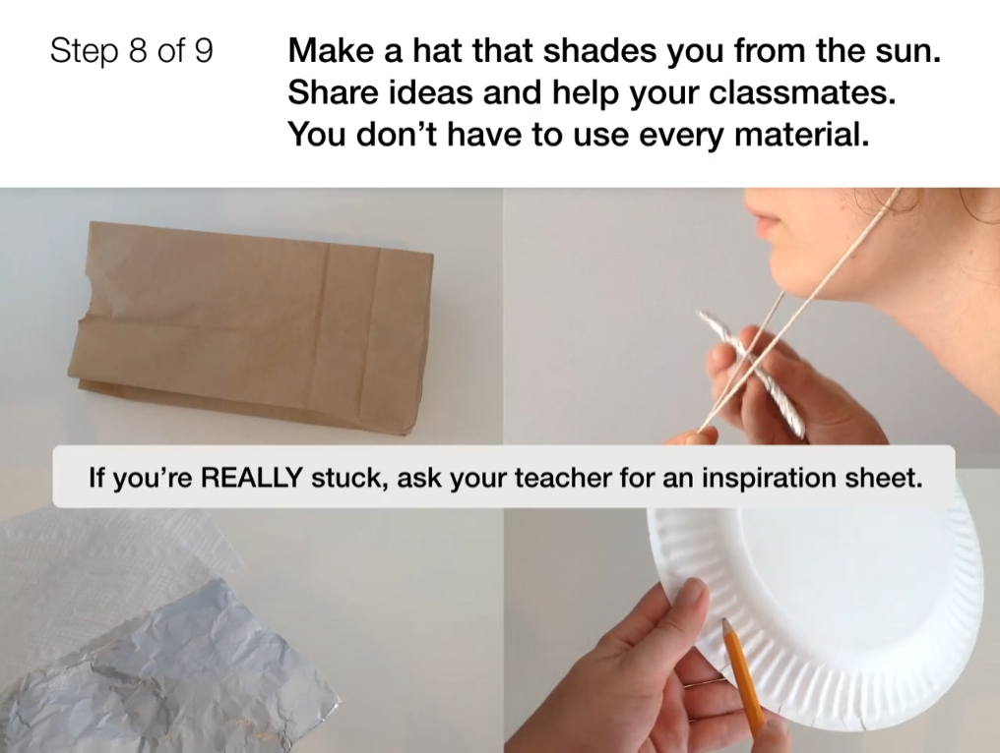 Step 8 of 9
Make a hat that shades you from the sun.
Share ideas and help your classmates.
You don’t have to use every material.
If you’re REALLY stuck, ask your teacher for an inspiration sheet.